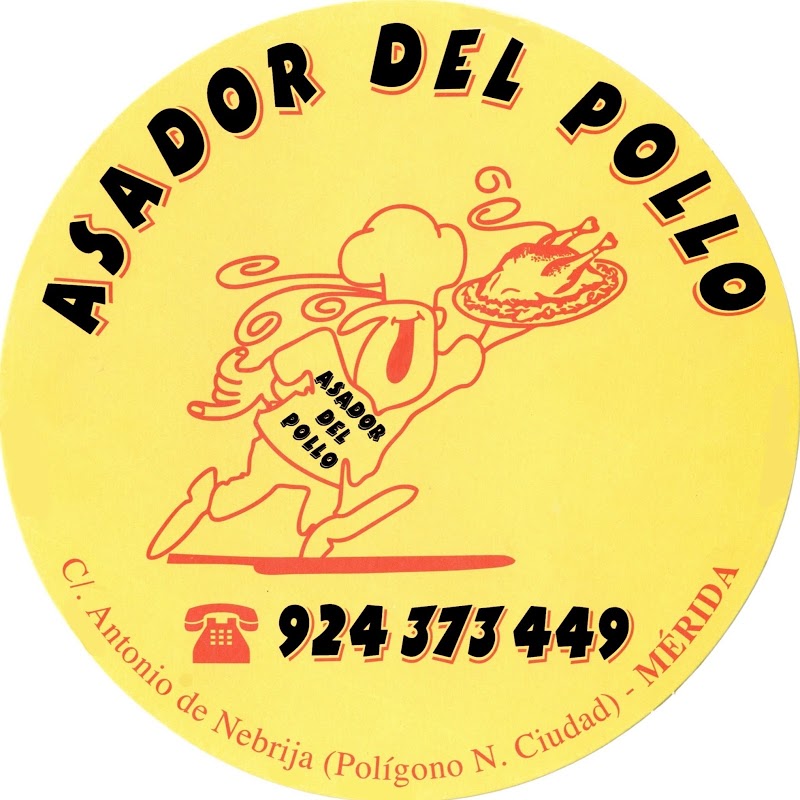 ASADOR DEL POLLO
ASADOR
DEL
POLLO
924 373 449
C/. Antonio de Nebrija (Polígono N. Ciudad) - MÉRIDA